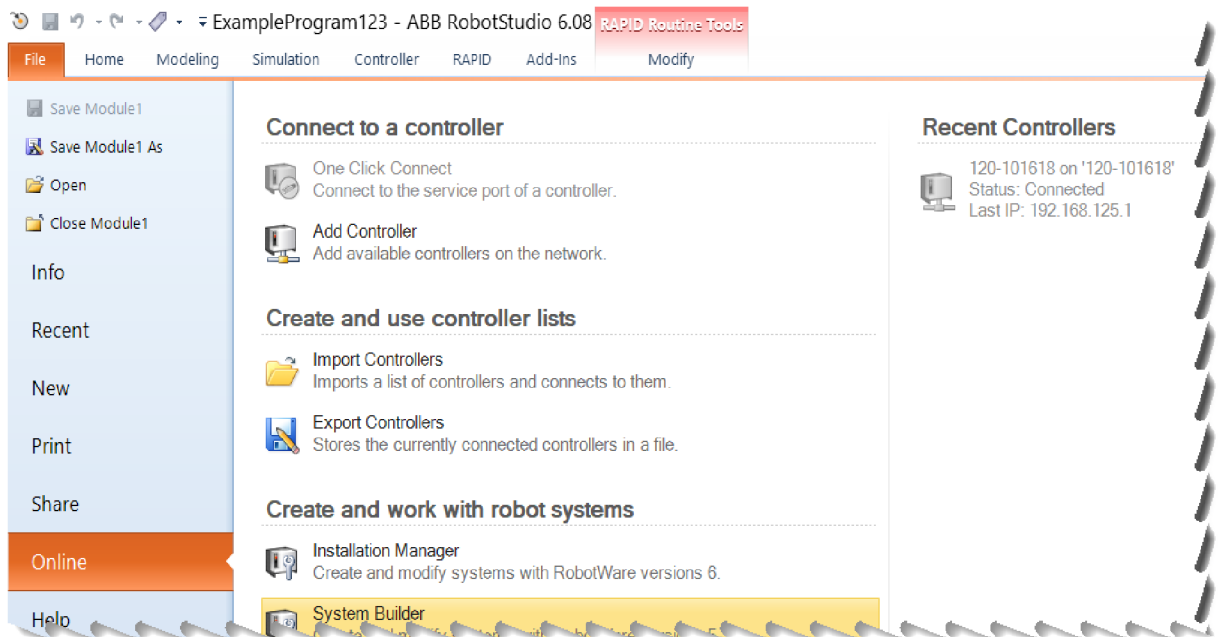 ExampleProgram123 - ABB RobotStudio 6.08
RAPID Routine Tools
File Home Modeling Simulation Controller RAPID Add-Ins Modify
Save Module1
Save Module1 As
Open
Close Module1
Info
Recent
New
Print
Share
Online
Help
Connect to a controller
One Click Connect
Connect to the service port of a controller.
Add Controller
Add available controllers on the network.
Create and use controller lists
Import Controllers
Imports a list of controllers and connects to them.
Export Controllers
Stores the currently connected controllers in a file.
Create and work with robot systems
Installation Manager
Create and modify systems with RobotWare versions 6.
System Builder
Recent Controllers
120-101618 on '120-101618'
Status: Connected
Last IP: 192.168.125.1